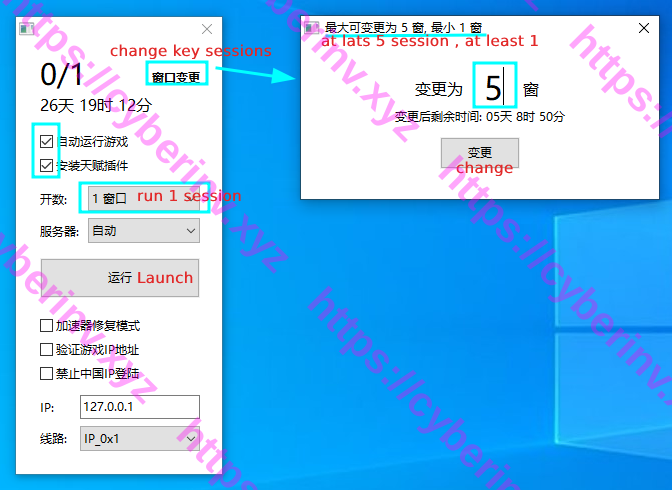 最大可变更为 5 窗, 最小 1 窗
at lats 5 session , at least 1
change key sessions
0/1
窗口变更
26天 19时 12分
变更为 5 窗
变更后剩余时间: 05天 8时 50分
变更
change
自动运行游戏
安装天赋插件
开数: 1 窗口 run 1 session
服务器: 自动
运行 Launch
加速器修复模式
验证游戏IP地址
禁止中国IP登陆
IP: 127.0.0.1
线路: IP_0x1
https://cyberinv.xyz
https://cyberinv.xyz
https://cyberinv.xyz
https://cyberinv.xyz
https://cyberinv.xyz